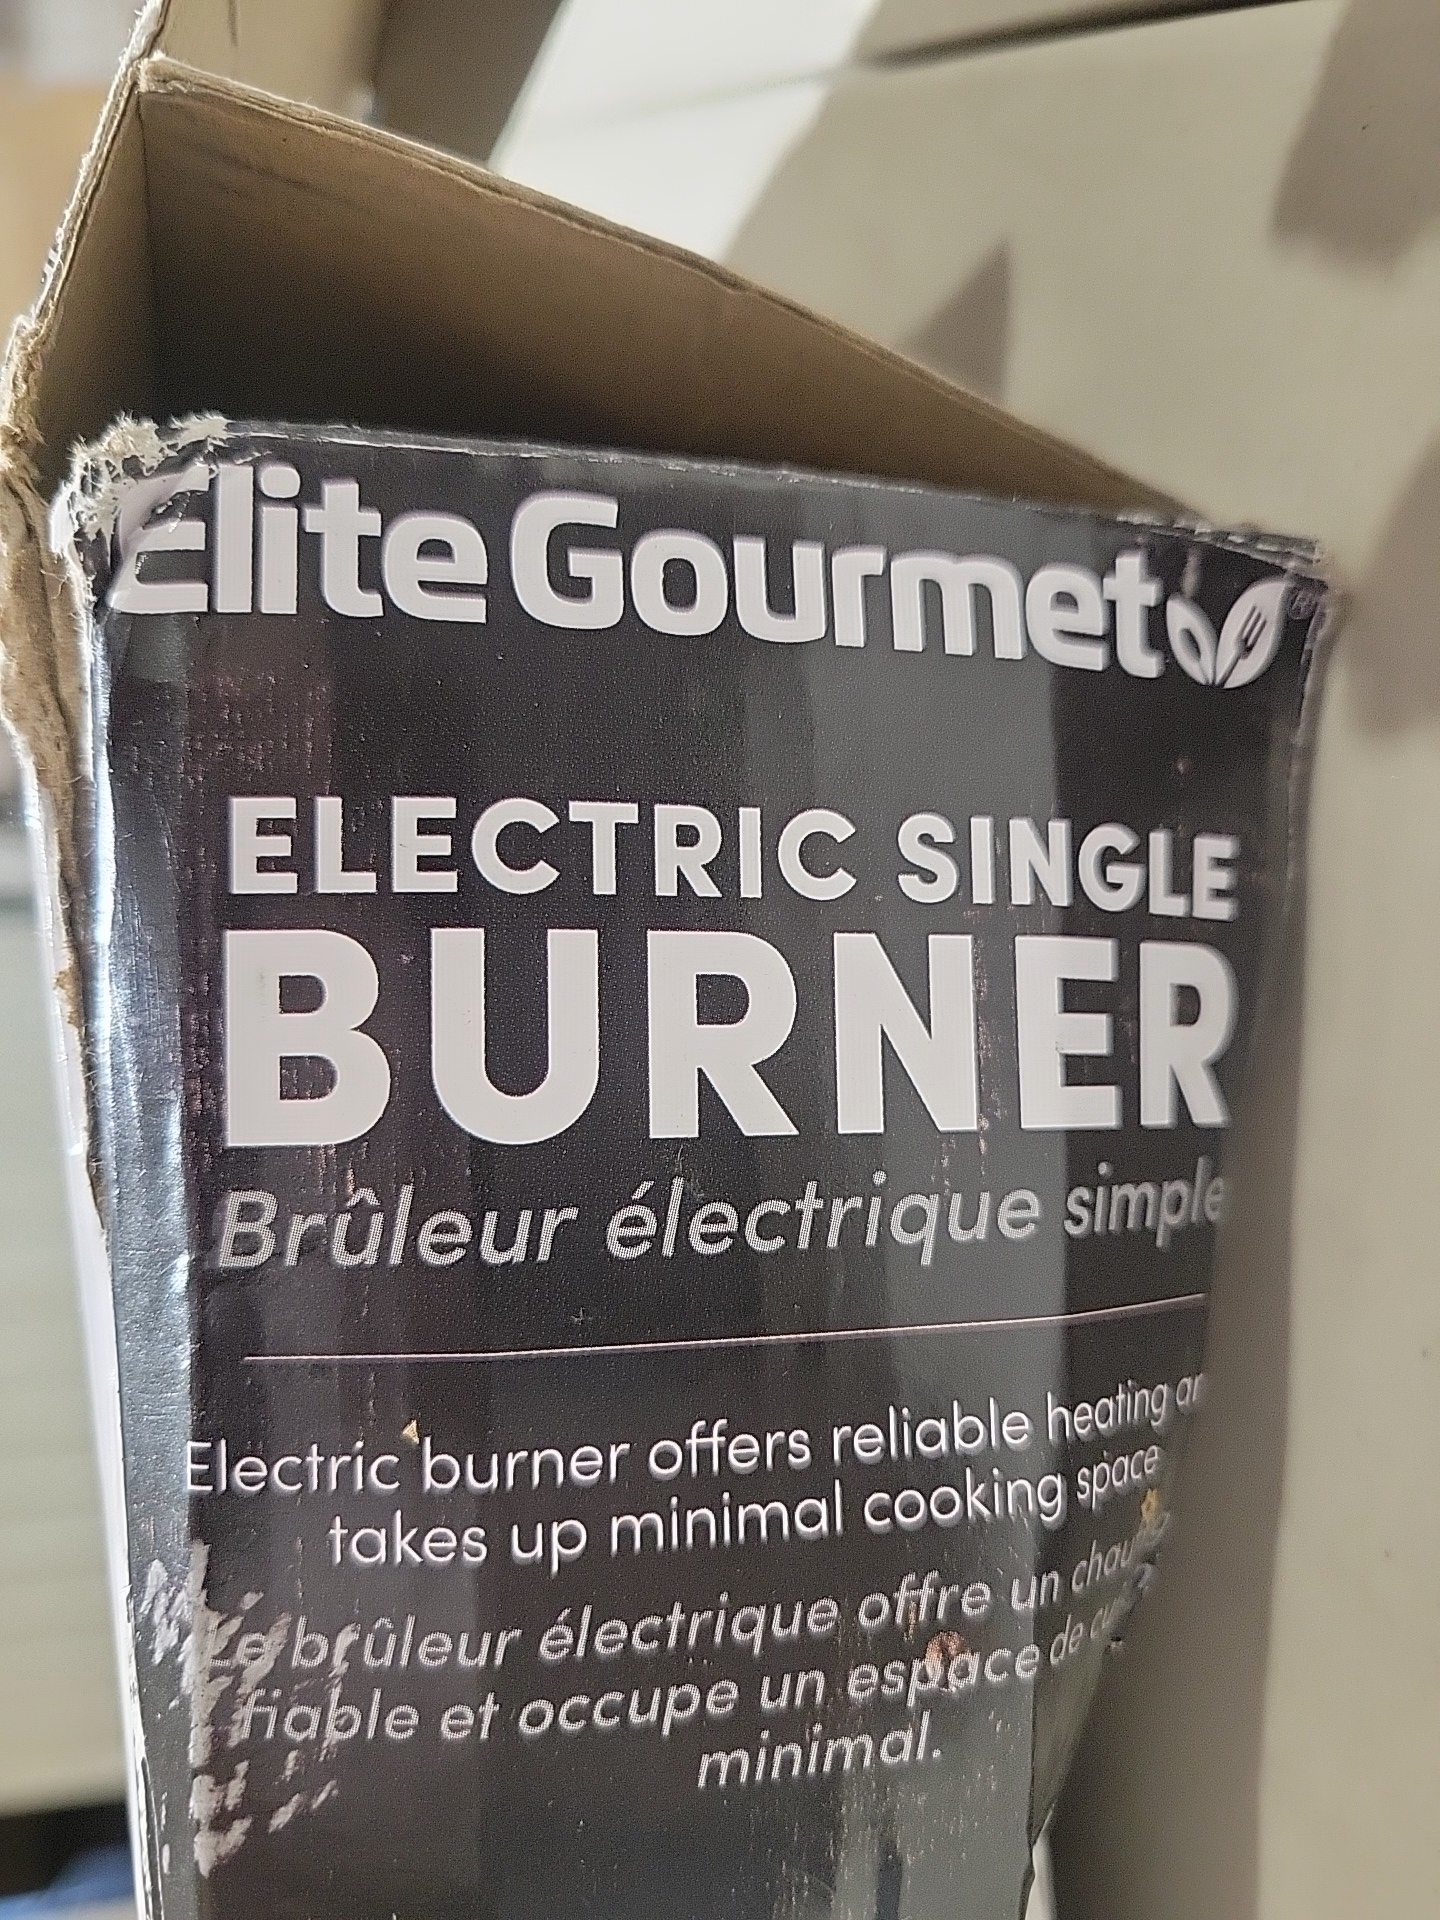 Elite Gourmet
ELECTRIC SINGLE
BURNER
Brûleur électrique simple
Electric burner offers reliable heating
takes up minimal cooking space
Le brûleur électrique offre un
fiable et occupe un espace de
minimal.